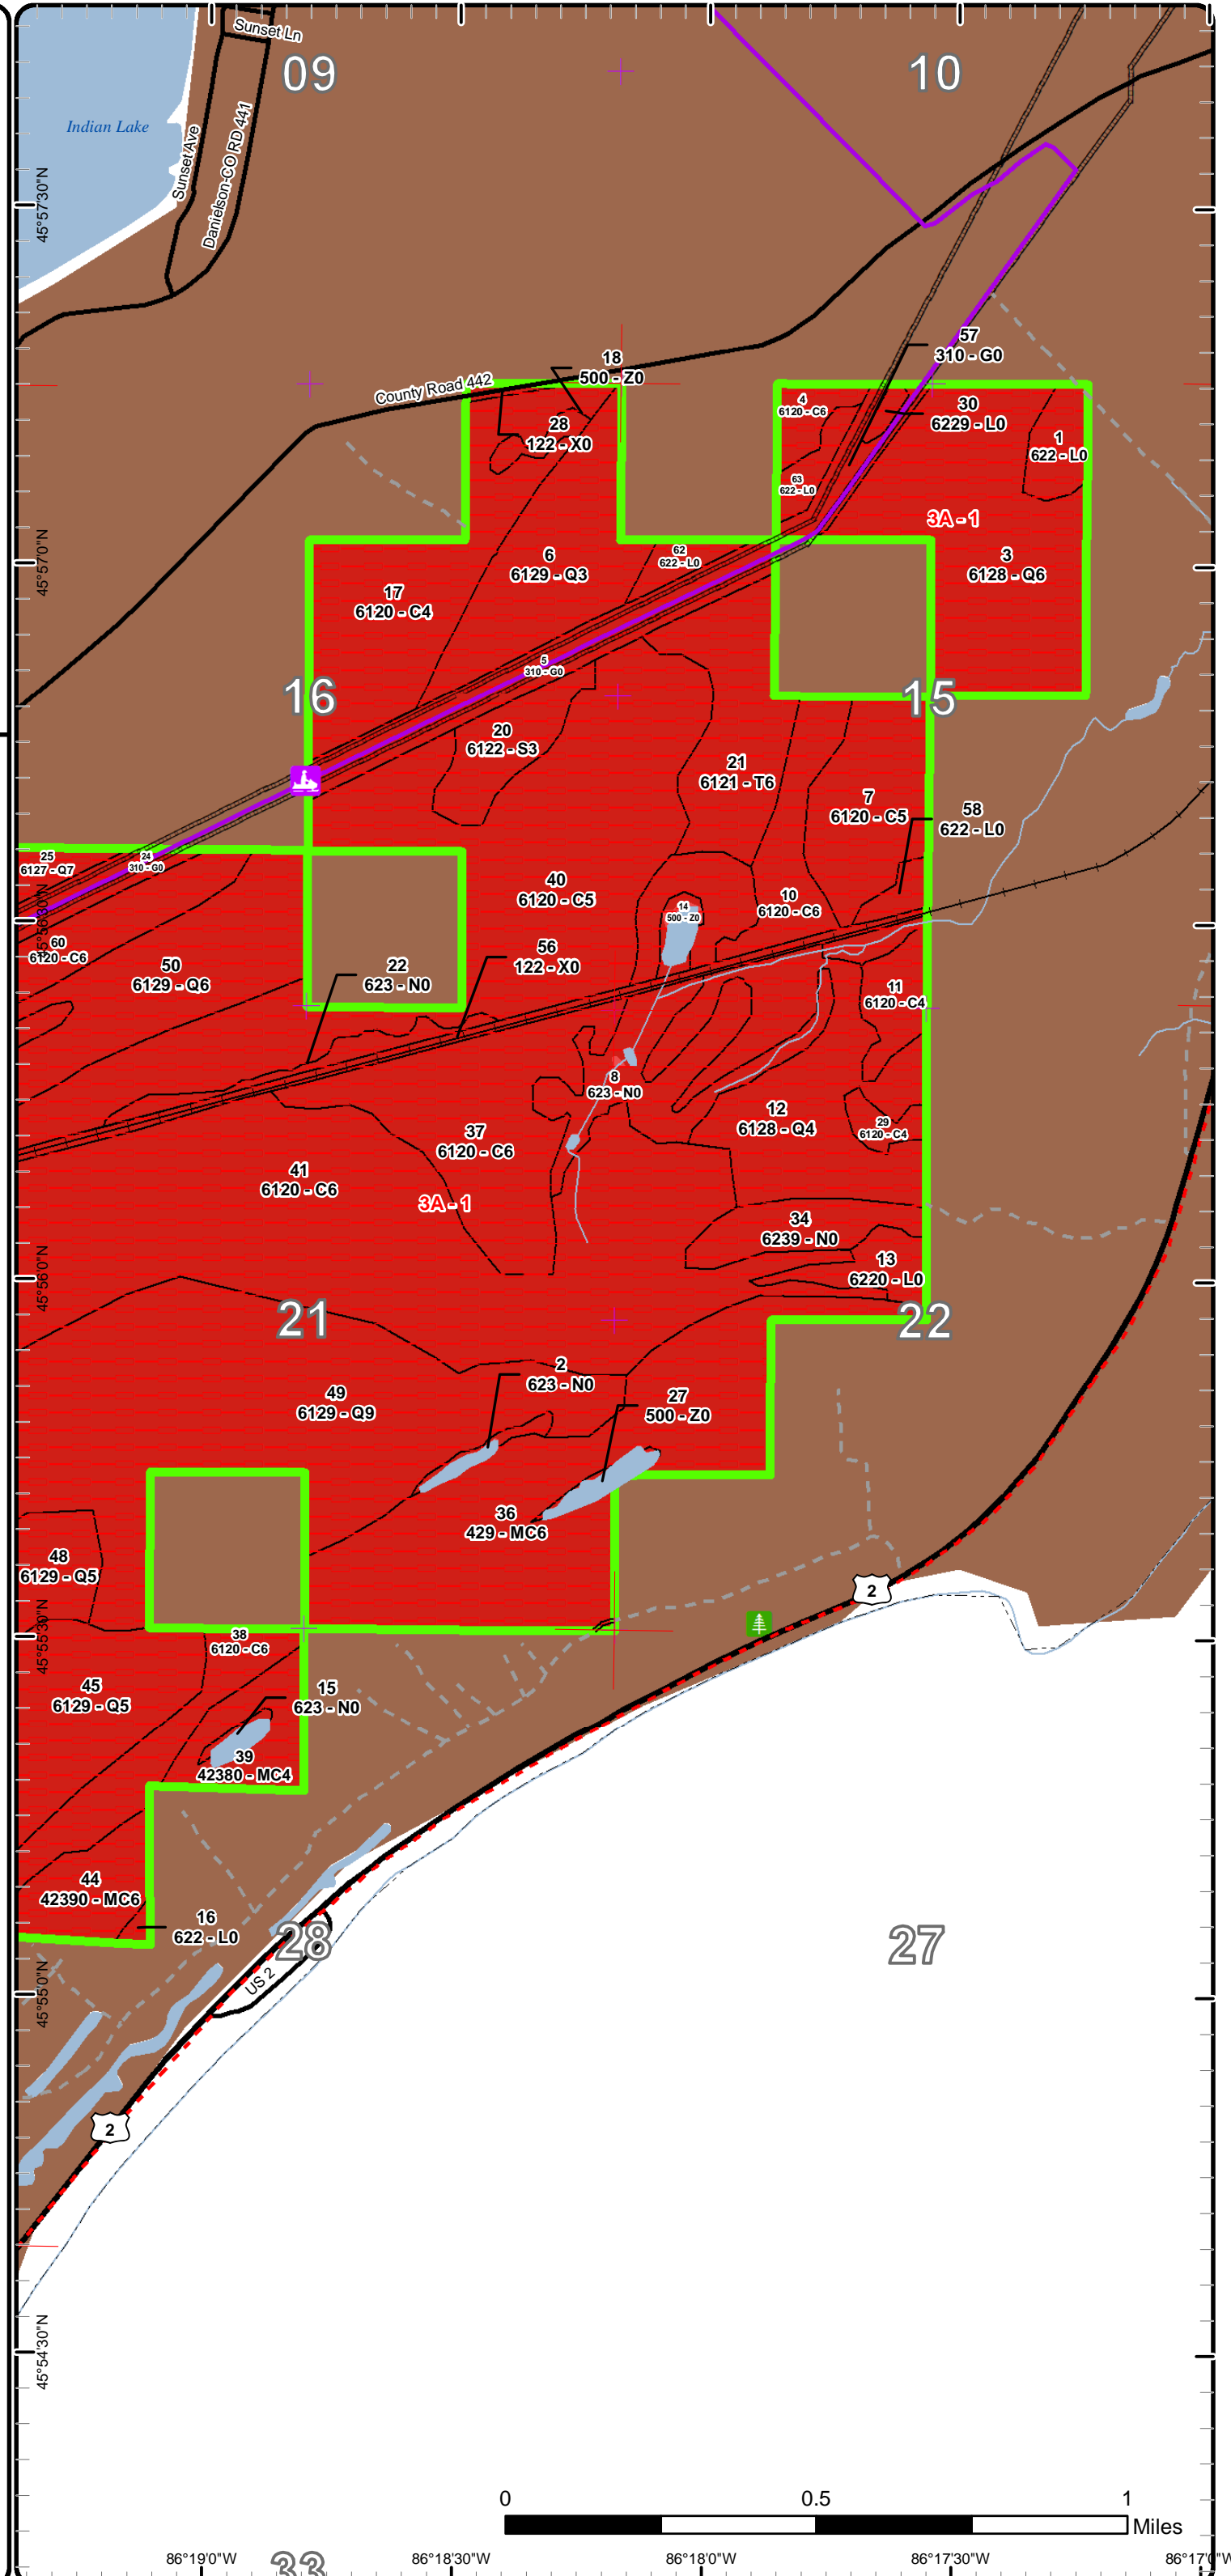 Sunset Ln
09
10
Indian Lake
Sunset Ave
Danielson-CO RD 441
45°57'30"N
57
310 - G0
18
500 - Z0
County Road 442
4
6120 - C6
30
6229 - L0
28
122 - X0
1
622 - L0
63
622 - L0
3A - 1
45°57'0"N
6
6129 - Q3
62
622 - L0
3
6128 - Q6
17
6120 - C4
5
310 - G0
16
15
20
6122 - S3
21
6121 - T6
7
6120 - C5
58
622 - L0
25
6127 - Q7
24
310 - G0
40
6120 - C5
10
6120 - C6
14
500 - Z0
45°56'30"N
60
6120 - C6
50
6129 - Q6
22
623 - N0
56
122 - X0
11
6120 - C4
8
623 - N0
12
6128 - Q4
29
6120 - C4
37
6120 - C6
41
6120 - C6
3A - 1
34
6239 - N0
13
6220 - L0
45°56'0"N
21
22
2
623 - N0
49
6129 - Q9
27
500 - Z0
36
429 - MC6
48
6129 - Q5
2
45°55'30"N
38
6120 - C6
45
6129 - Q5
15
623 - N0
39
42380 - MC4
44
42390 - MC6
16
622 - L0
28
27
US 2
45°55'0"N
2
45°54'30"N
0
0.5
1
Miles
86°19'0"W
86°18'30"W
86°18'0"W
86°17'30"W
86°17'0"W
33